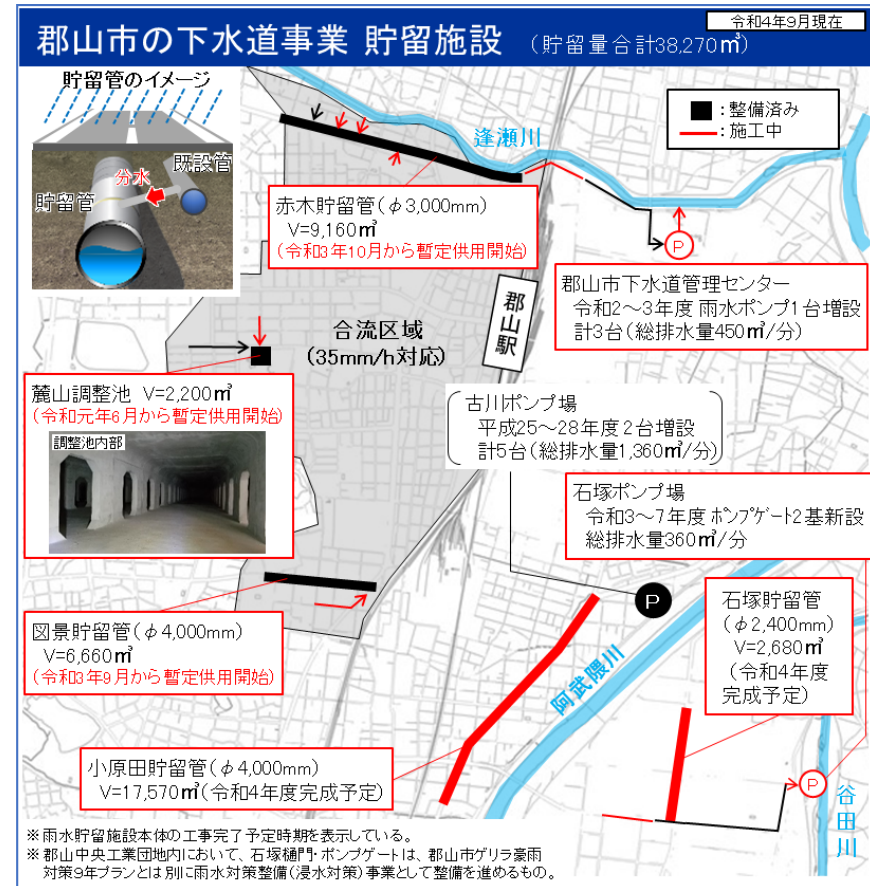 令和4年9月現在
郡山市の下水道事業 貯留施設 （貯留量合計38,270㎥）
貯留管のイメージ
既設管
分水
貯留管
■：整備済み
―：施工中
逢瀬川
赤木貯留管（φ3,000mm）
V=9,160㎥
（令和3年10月から暫定供用開始）
P
郡山市下水道管理センター
令和2～3年度 雨水ポンプ1台増設
計3台（総排水量450㎥/分）
郡山駅
合流区域
（35mm/h対応）
麓山調整池 V=2,200㎥
（令和元年6月から暫定供用開始）
調整池内部
古川ポンプ場
平成25～28年度 2台増設
計5台（総排水量1,360㎥/分）
石塚ポンプ場
令和3～7年度 ポンプゲート2基新設
総排水量360㎥/分
P
石塚貯留管
（φ2,400mm）
V=2,680㎥
（令和4年度
完成予定）
図景貯留管（φ4,000mm）
V=6,660㎥
（令和3年9月から暫定供用開始）
阿武隈川
小原田貯留管（φ4,000mm）
V=17,570㎥（令和4年度完成予定）
P
谷田川
※雨水貯留施設本体の工事完了予定時期を表示している。
※郡山中央工業団地内において、石塚樋門・ポンプゲートは、郡山市ゲリラ豪雨
対策9年プランとは別に雨水対策整備（浸水対策）事業として整備を進めるもの。